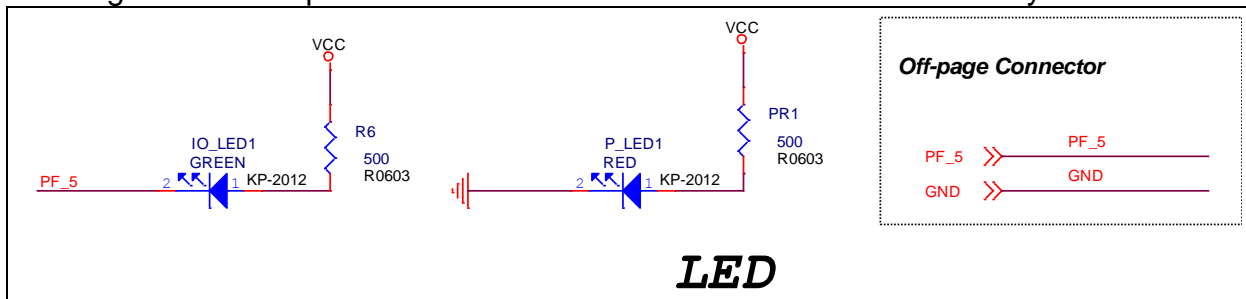 VCC
R6
500
R0603
IO_LED1
GREEN
PF_5
2
1
KP-2012
VCC
PR1
500
R0603
P_LED1
RED
2
1
KP-2012
LED
Off-page Connector
PF_5
PF_5
GND
GND